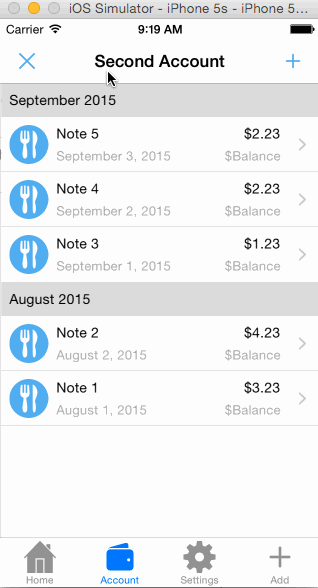 iOS Simulator - iPhone 5s - iPhone 5...
Carrier 9:19 AM
Second Account
September 2015
Note 5 $2.23
September 3, 2015 $Balance
Note 4 $2.23
September 2, 2015 $Balance
Note 3 $1.23
September 1, 2015 $Balance
August 2015
Note 2 $4.23
August 2, 2015 $Balance
Note 1 $3.23
August 1, 2015 $Balance
Home Account Settings Add